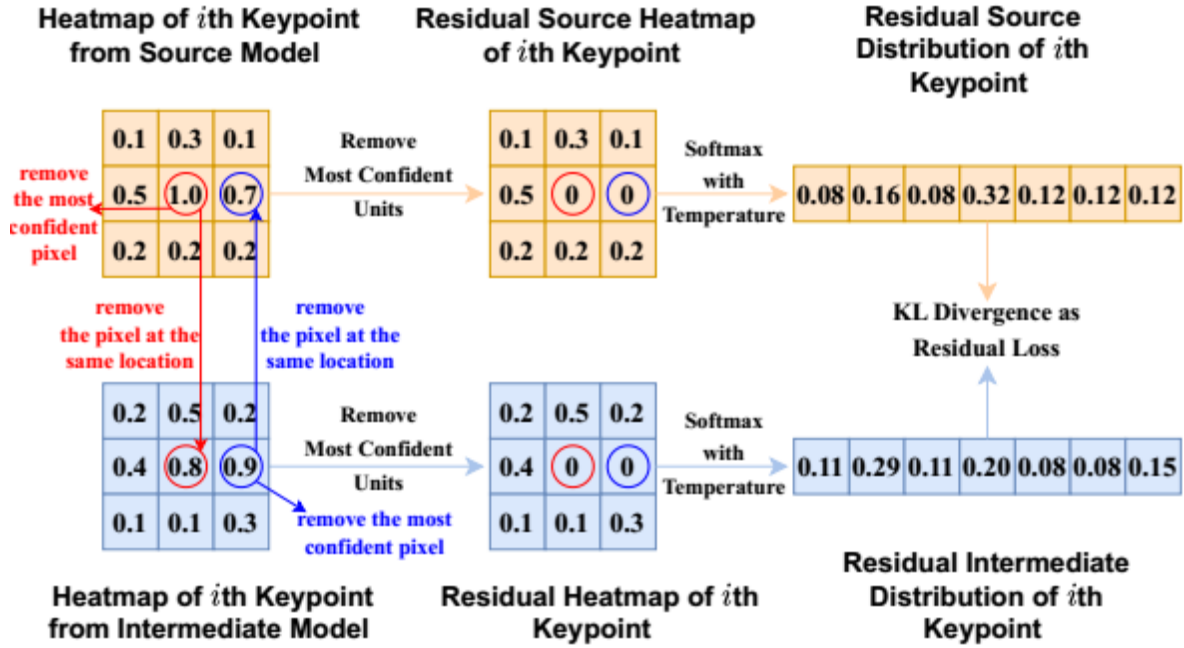 Heatmap of ith Keypoint
from Source Model
Residual Source Heatmap
of ith Keypoint
Residual Source
Distribution of ith
Keypoint
0.1 0.3 0.1
0.5 1.0 0.7
0.2 0.2 0.2
remove
the most
confident
pixel
Remove
Most Confident
Units
0.1 0.3 0.1
0.5 0 0
0.2 0.2 0.2
Softmax
with
Temperature
0.08 0.16 0.08 0.32 0.12 0.12 0.12
remove
the pixel at the
same location
remove
the pixel at the
same location
KL Divergence as
Residual Loss
0.2 0.5 0.2
0.4 0.8 0.9
0.1 0.1 0.3
Remove
Most Confident
Units
remove the most
confident pixel
0.2 0.5 0.2
0.4 0 0
0.1 0.1 0.3
Softmax
with
Temperature
0.11 0.29 0.11 0.20 0.08 0.08 0.15
Heatmap of ith Keypoint
from Intermediate Model
Residual Heatmap of ith
Keypoint
Residual Intermediate
Distribution of ith
Keypoint